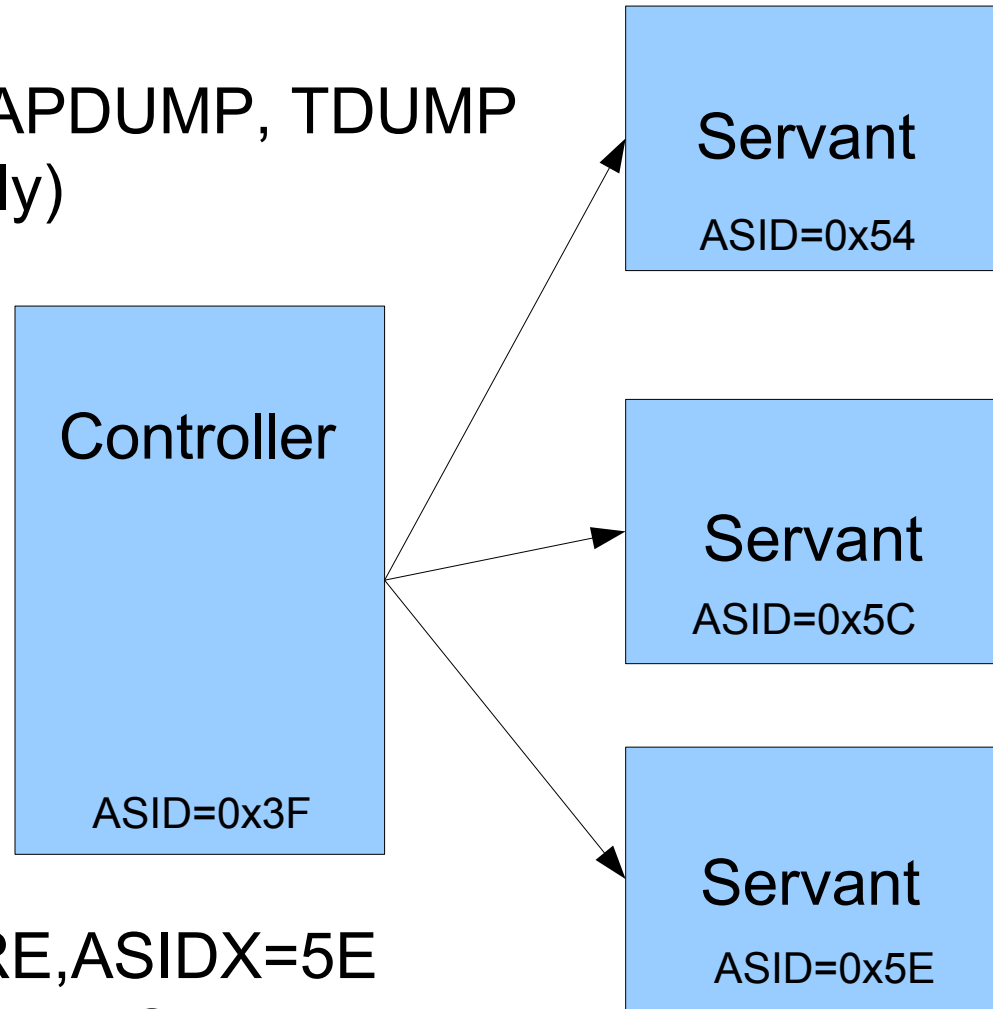 APDUMP, TDUMP
ly)
Servant
ASID=0x54
Controller
Servant
ASID=0x5C
ASID=0x3F
Servant
ASID=0x5E
RE,ASIDX=5E